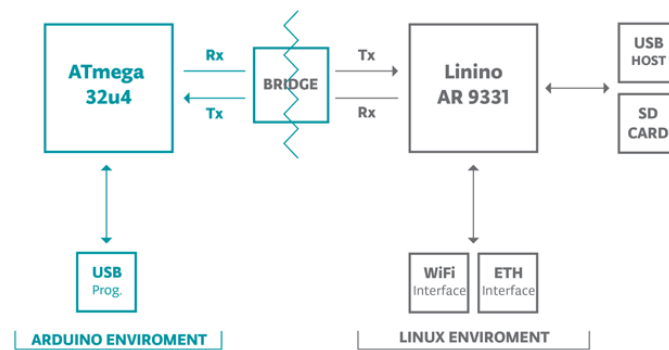 ATmega
32u4
Rx
Tx
BRIDGE
Tx
Rx
Linino
AR 9331
USB
HOST
SD
CARD
USB
Prog.
WiFi
Interface
ETH
Interface
ARDUINO ENVIROMENT
LINUX ENVIROMENT